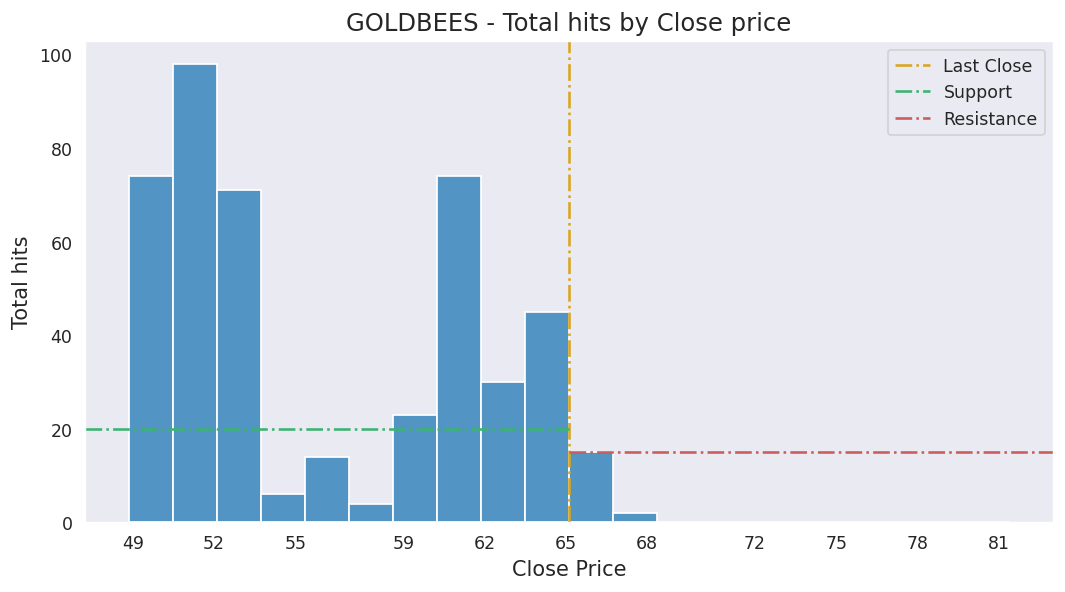 GOLDBEES - Total hits by Close price
Last Close
Support
Resistance
Total hits
100
80
60
40
20
0
49 52 55 59 62 65 68 72 75 78 81
Close Price